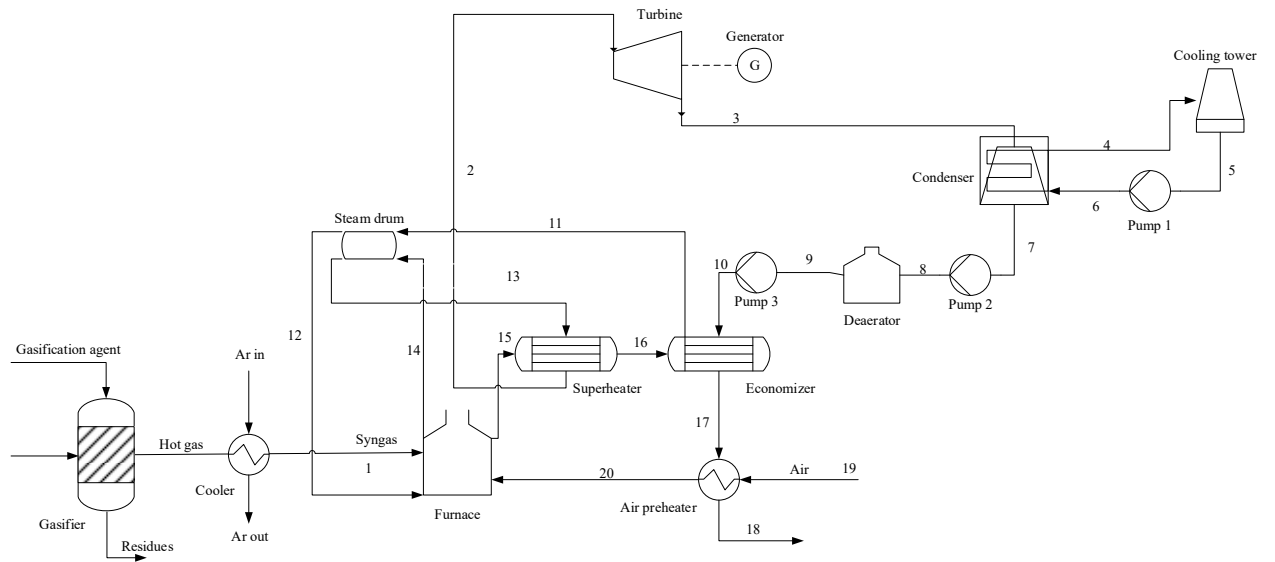 Turbine
Generator
G
Cooling tower
3
4
5
2
Condenser
6
Pump 1
Steam drum
11
7
10
9
8
13
Pump 3
Pump 2
Deaerator
12
14
15
16
Gasification agent
Ar in
Superheater
Economizer
17
Hot gas
Syngas
1
Air
19
20
Cooler
Air preheater
Furnace
Gasifier
Ar out
18
Residues